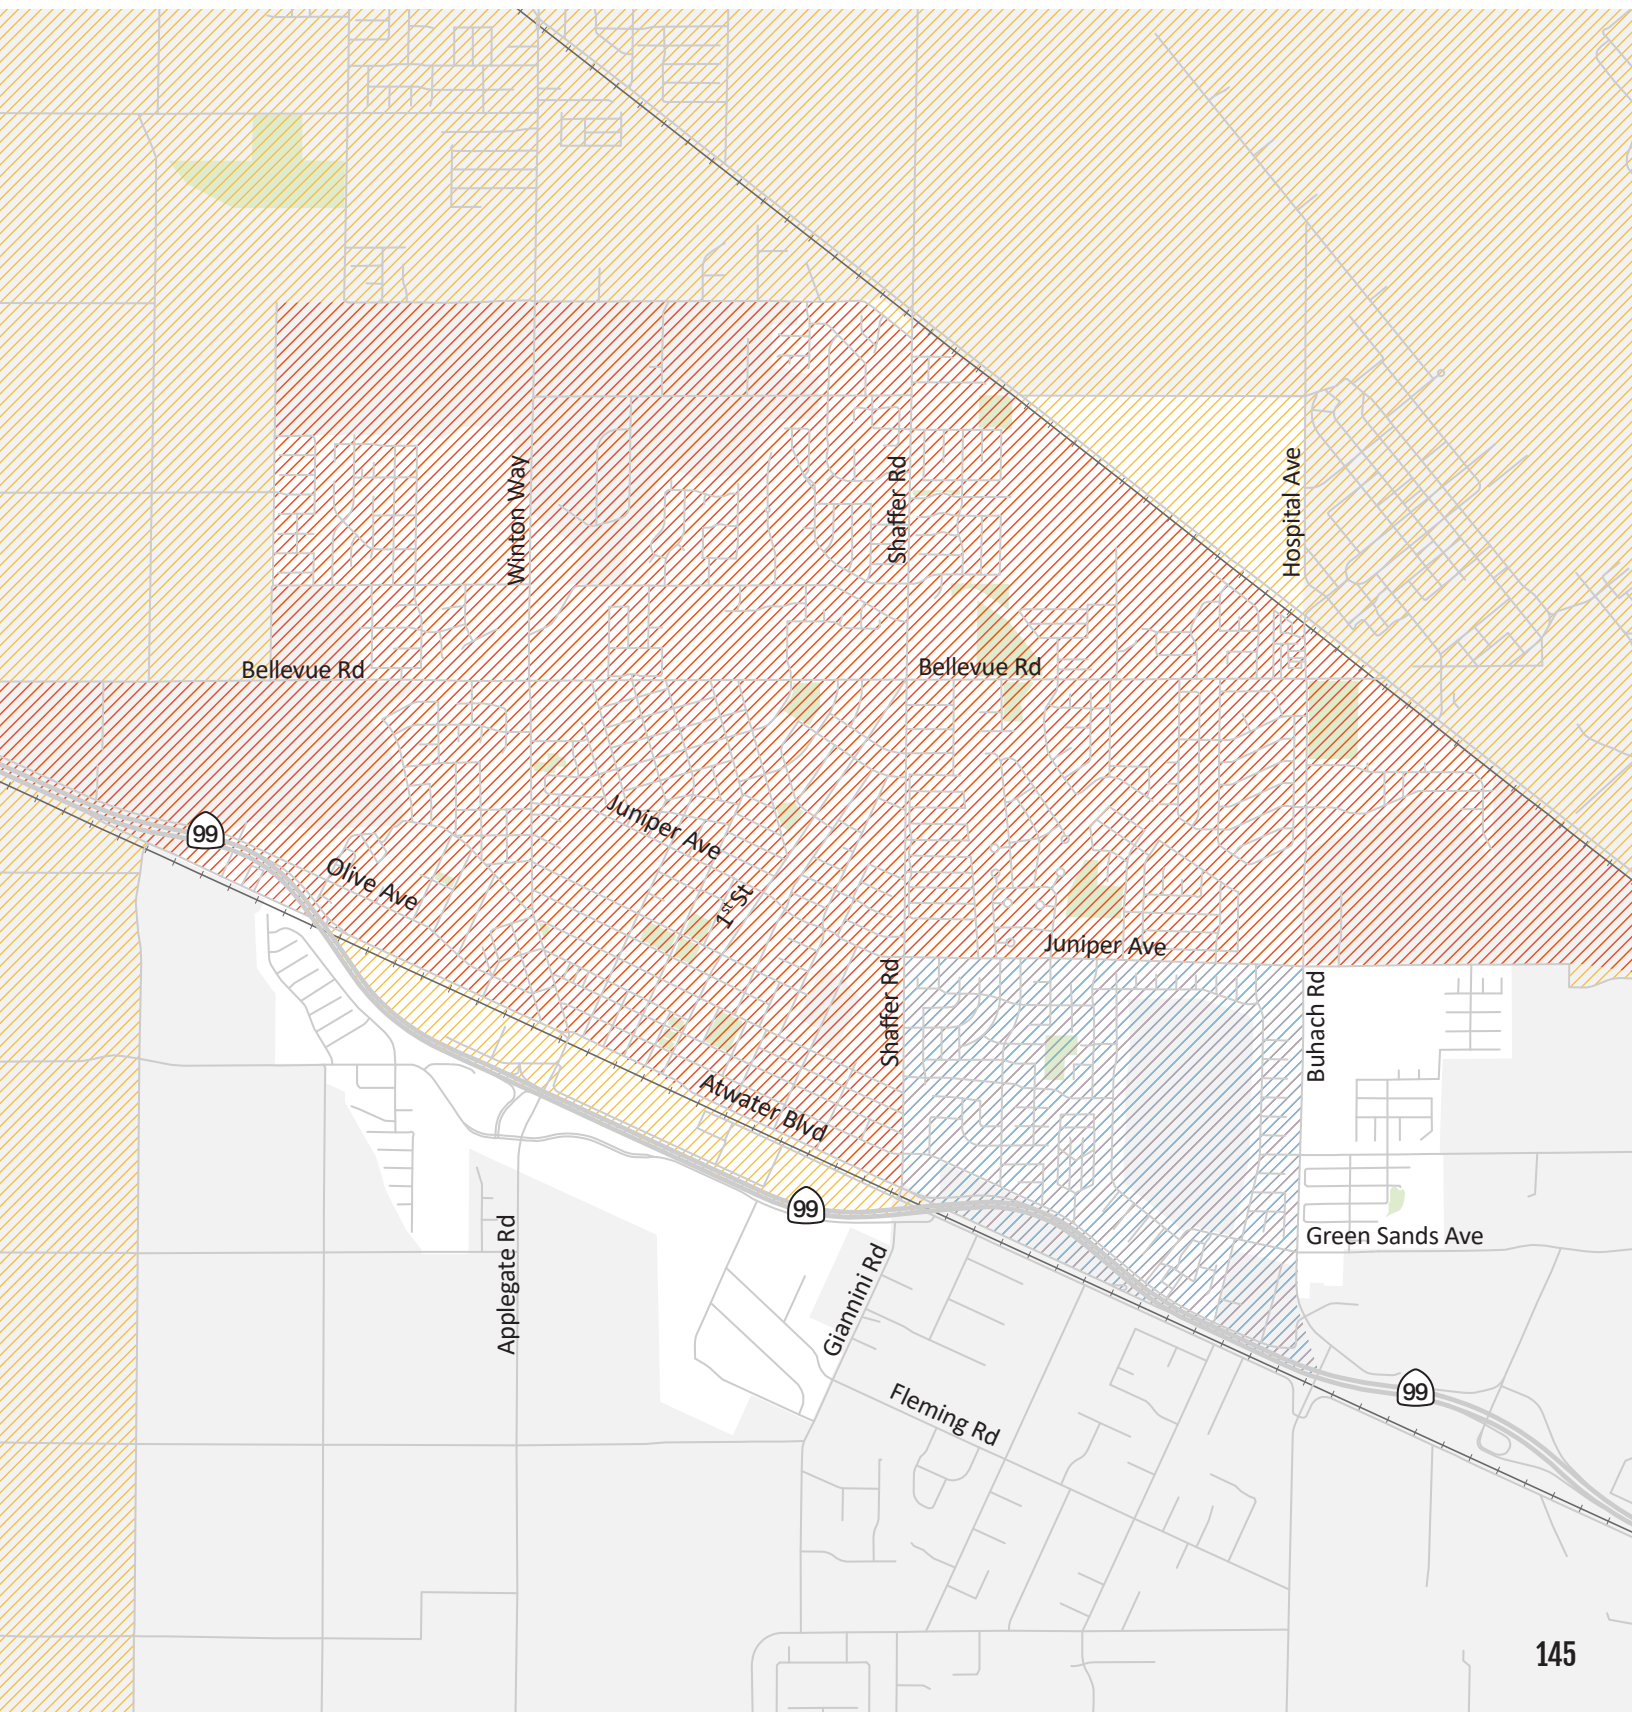 Winton Way
Shaffer Rd
Hospital Ave
Bellevue Rd
Bellevue Rd
99
Juniper Ave
Olive Ave
1st St
Juniper Ave
Shaffer Rd
Buhach Rd
Atwater Blvd
99
Green Sands Ave
Applegate Rd
Giannini Rd
Fleming Rd
99
145